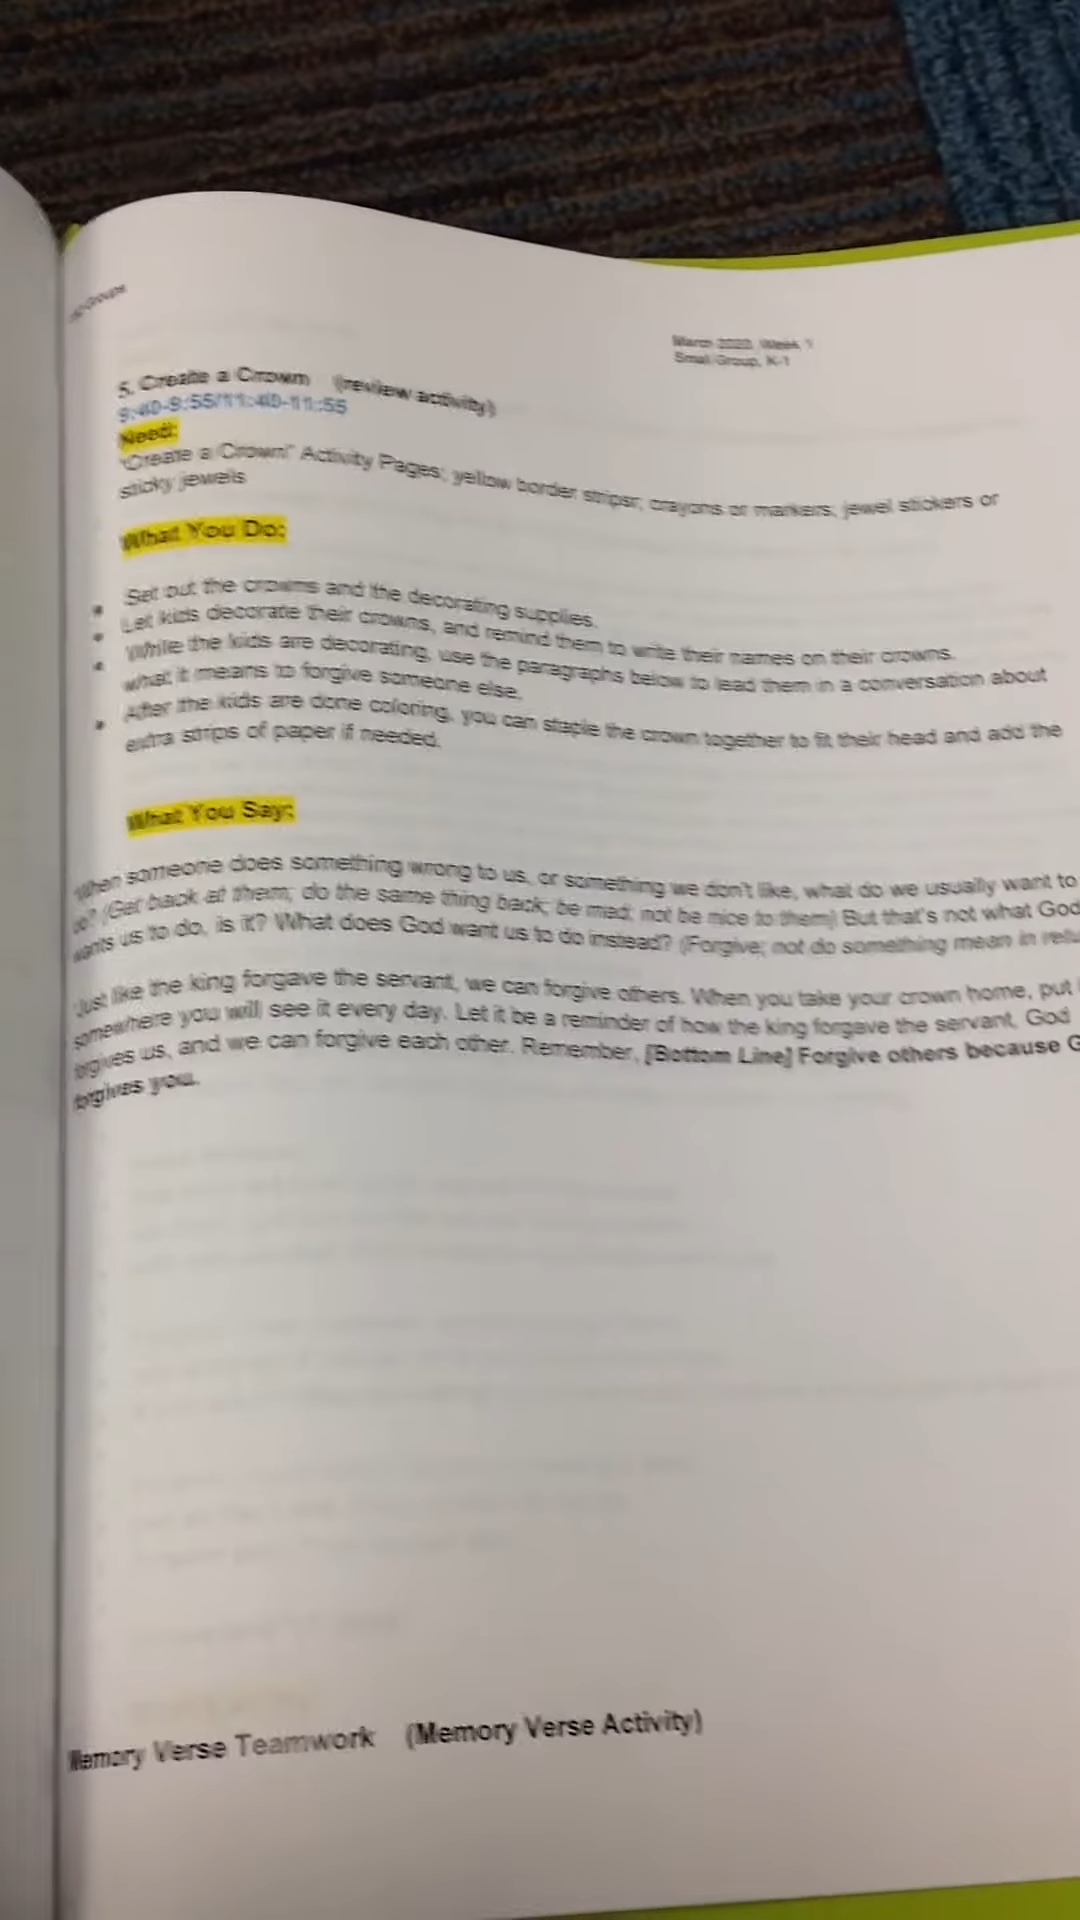 Groups
March 2020, Week 1
Small Group, K-1
5. Create a Crown (review activity)
9:40-9:55/11:40-11:55
Need:
"Create a Crown" Activity Pages; yellow border strips; crayons or markers, jewel stickers or
sticky jewels
What You Do:
• Set out the crowns and the decorating supplies.
• Let kids decorate their crowns, and remind them to write their names on their crowns.
• While the kids are decorating, use the paragraphs below to lead them in a conversation about
what it means to forgive someone else.
• After the kids are done coloring, you can staple the crown together to fit their head and add the
extra strips of paper if needed.
What You Say:
"When someone does something wrong to us, or something we don't like, what do we usually want to
do? (Get back at them; do the same thing back; be mad; not be nice to them) But that's not what God
wants us to do, is it? What does God want us to do instead? (Forgive; not do something mean in retu
"Just like the king forgave the servant, we can forgive others. When you take your crown home, put
somewhere you will see it every day. Let it be a reminder of how the king forgave the servant, God
forgives us, and we can forgive each other. Remember, [Bottom Line] Forgive others because G
forgives you.
Memory Verse Teamwork (Memory Verse Activity)